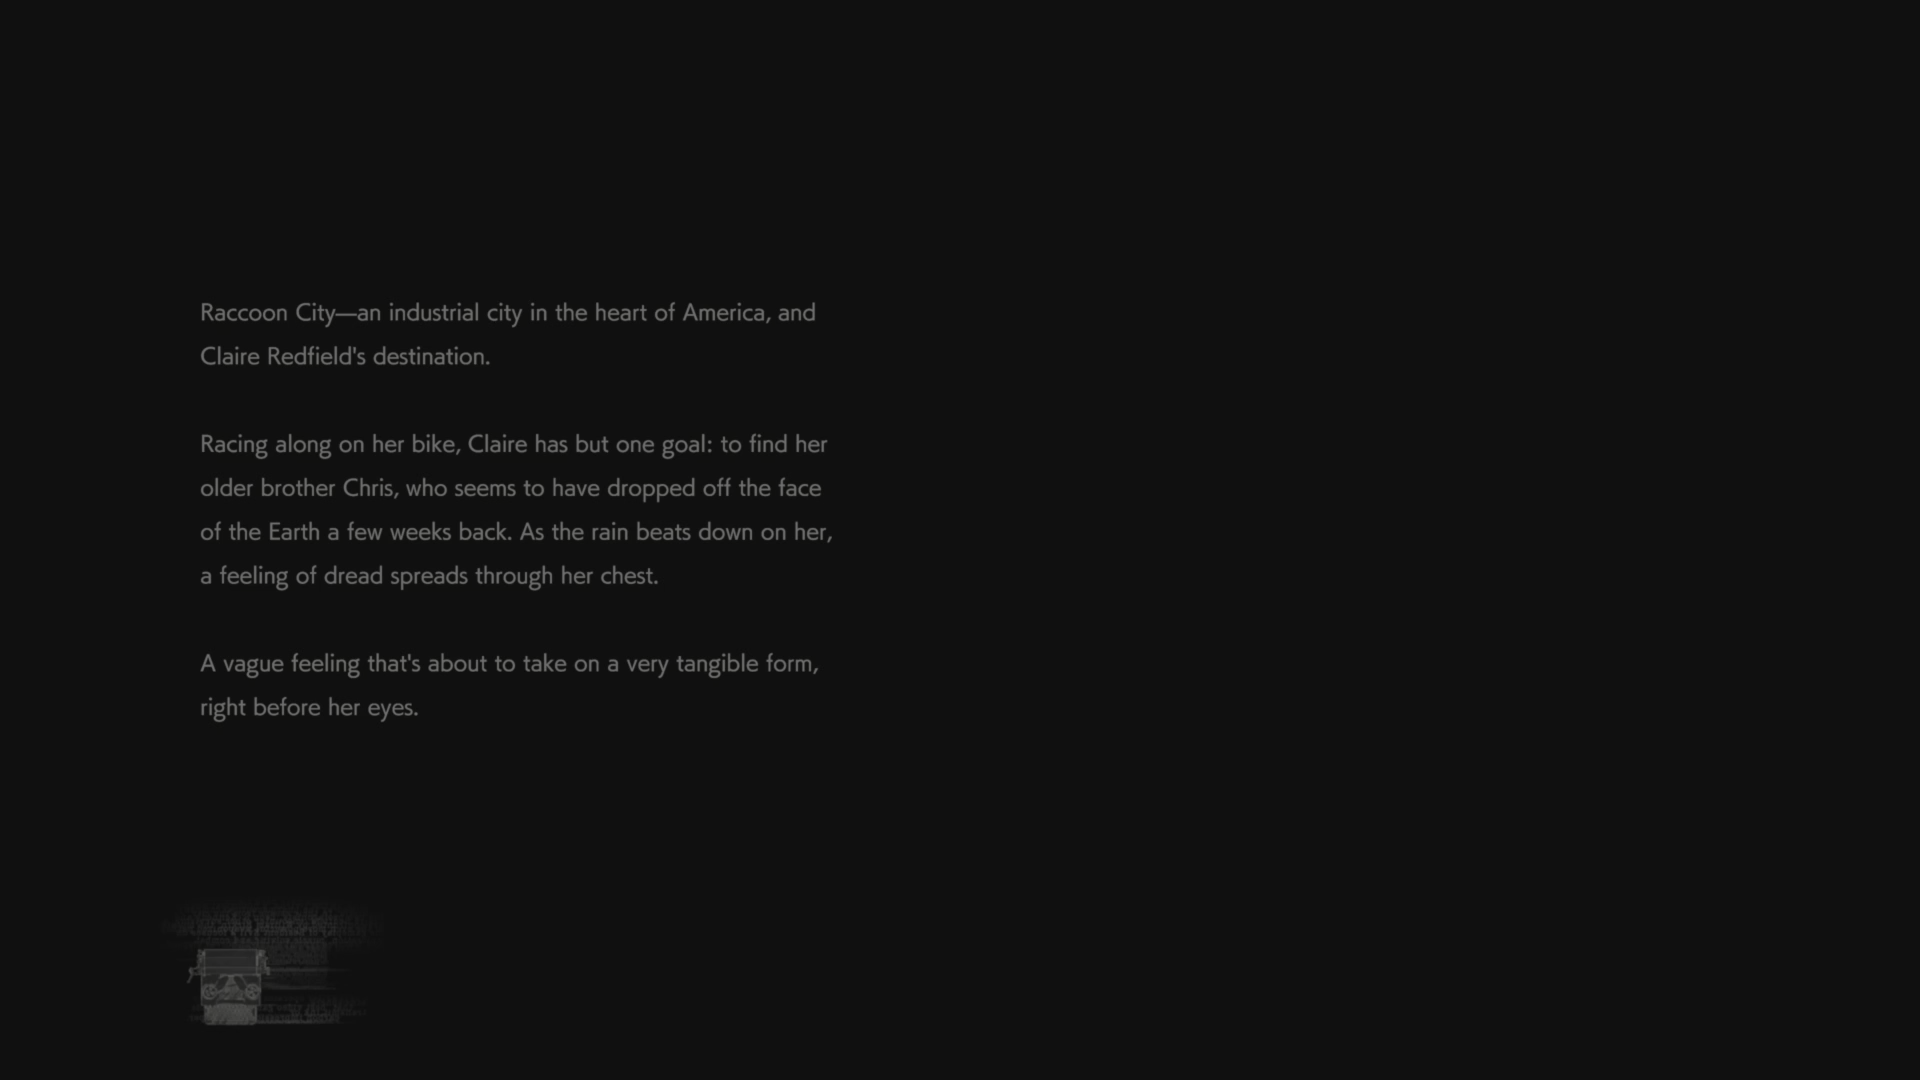 Raccoon City—an industrial city in the heart of America, and
Claire Redfield's destination.
Racing along on her bike, Claire has but one goal: to find her
older brother Chris, who seems to have dropped off the face
of the Earth a few weeks back. As the rain beats down on her,
a feeling of dread spreads through her chest.
A vague feeling that's about to take on a very tangible form,
right before her eyes.